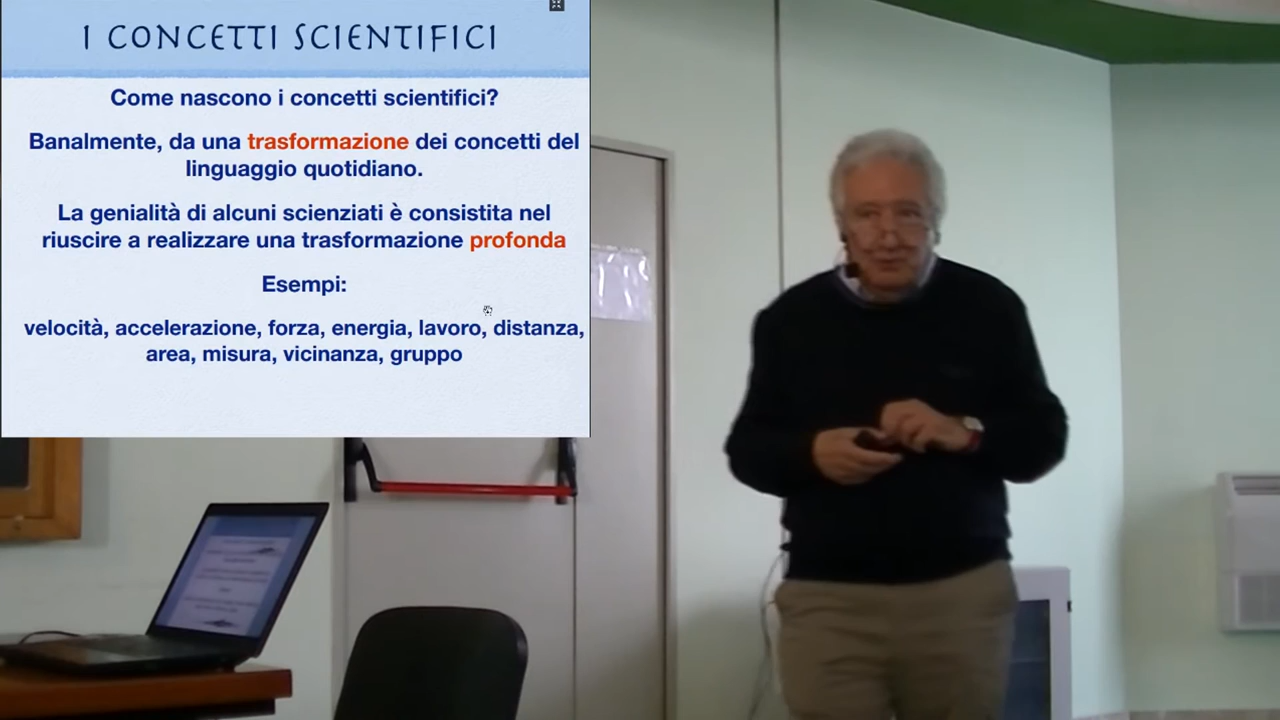 I CONCETTI SCIENTIFICI
Come nascono i concetti scientifici?
Banalmente, da una trasformazione dei concetti del
linguaggio quotidiano.
La genialità di alcuni scienziati è consistita nel
riuscire a realizzare una trasformazione profonda
Esempi:
velocità, accelerazione, forza, energia, lavoro, distanza,
area, misura, vicinanza, gruppo